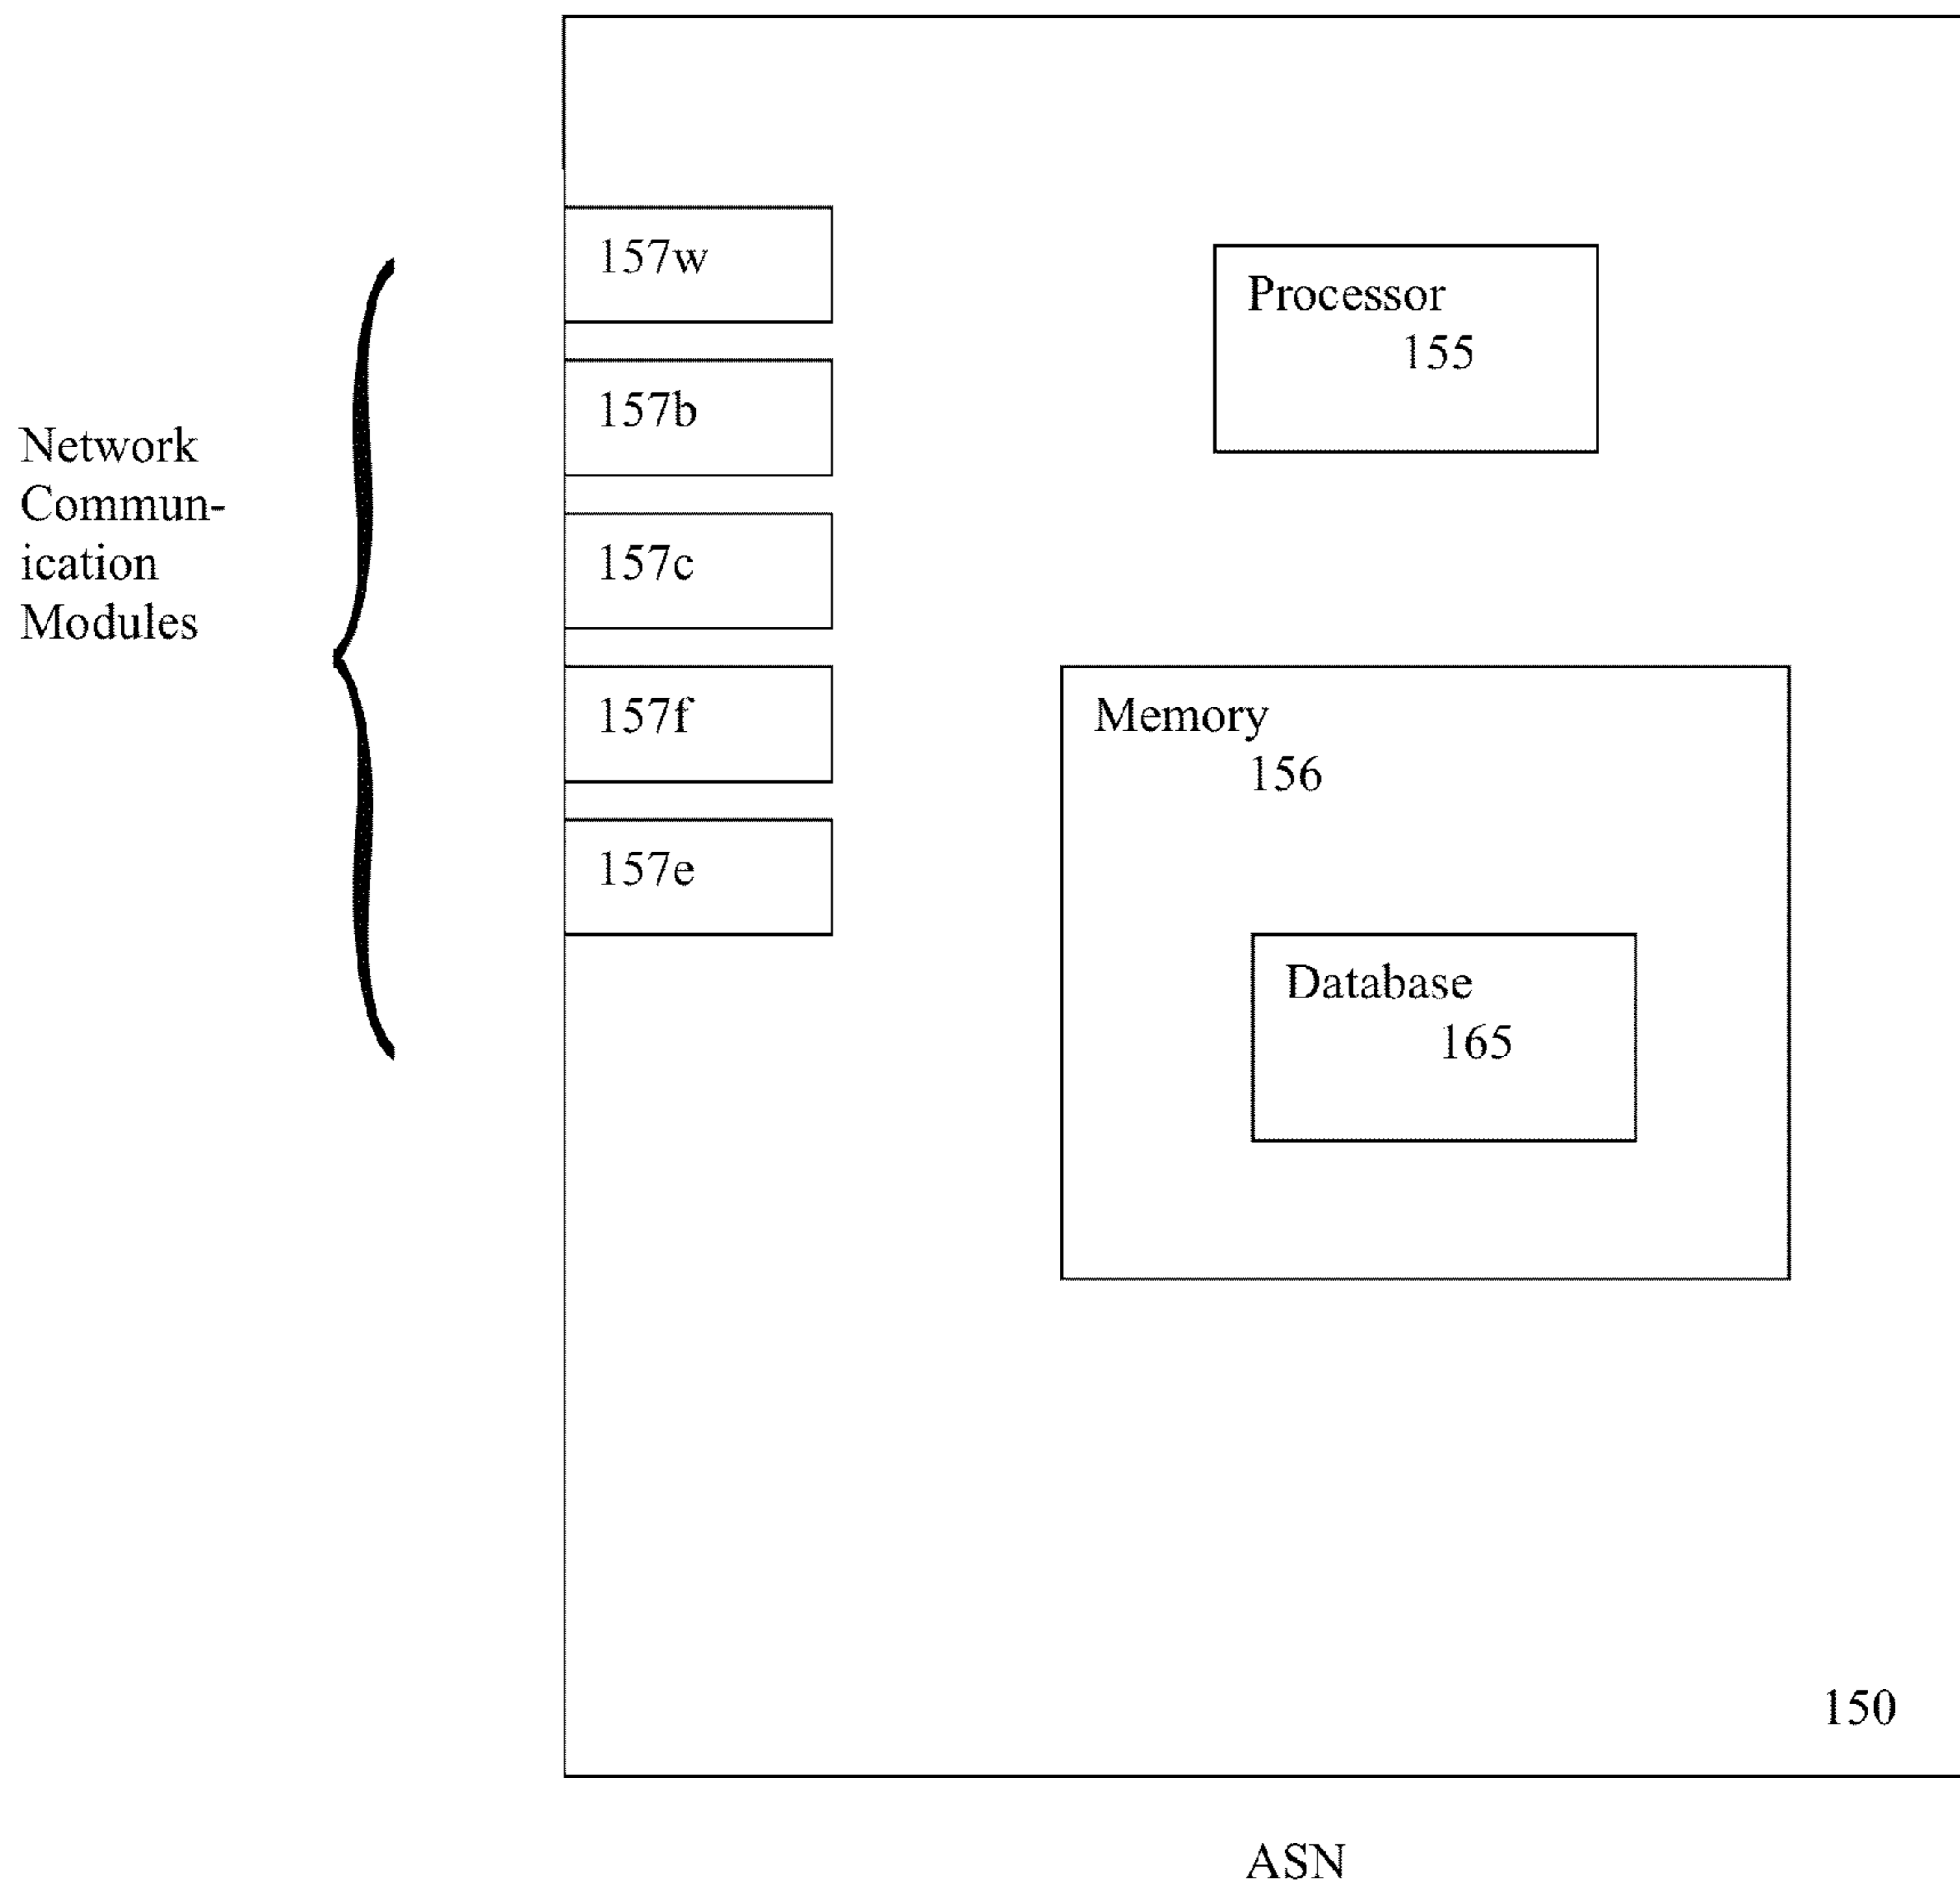 Network
Commun-
ication
Modules
157w
157b
157c
157f
157e
Processor
155
Memory
156
Database
165
150
ASN